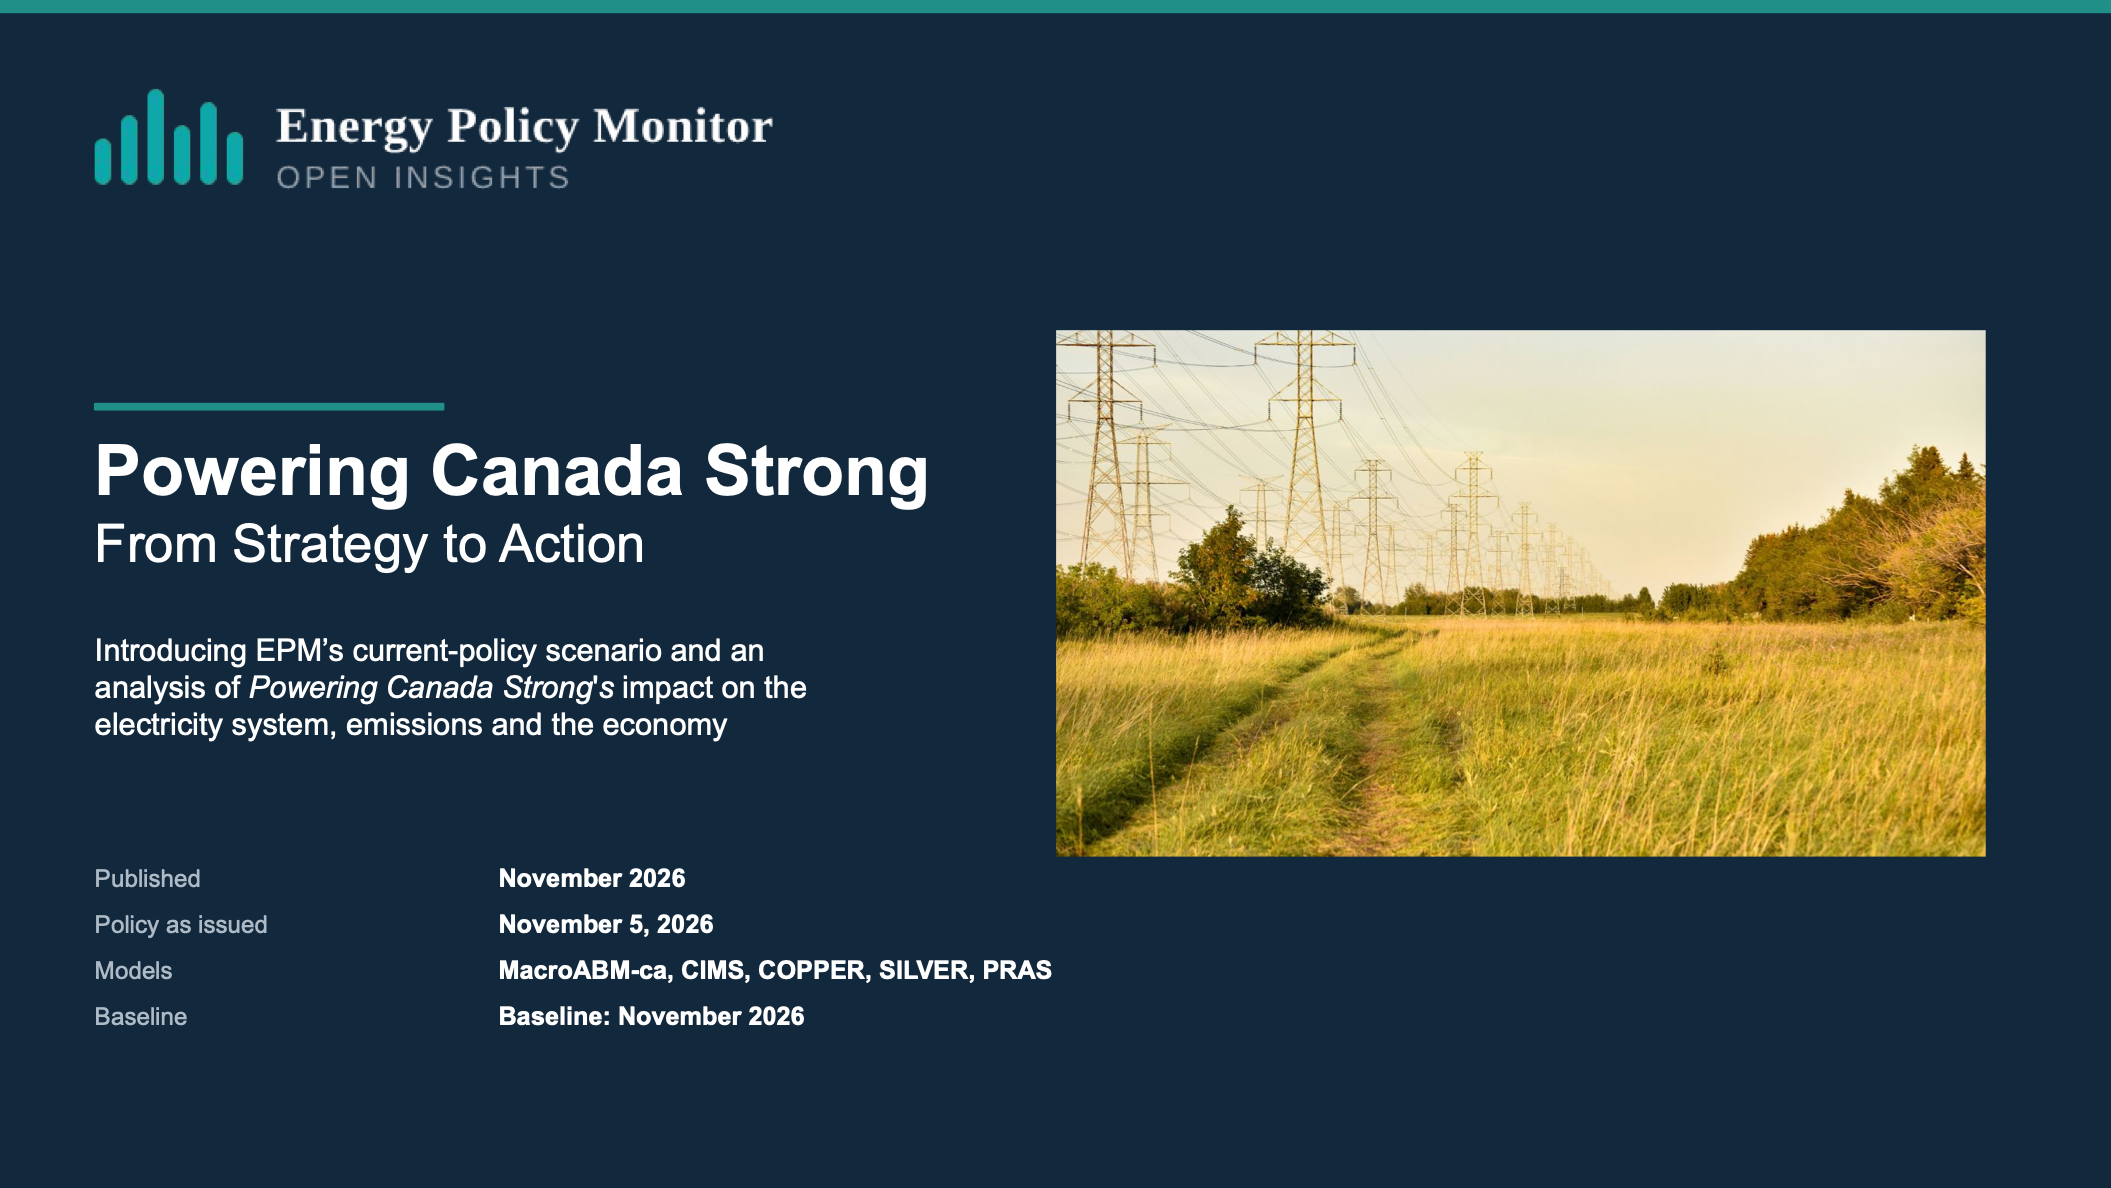 Energy Policy Monitor
OPEN INSIGHTS
Powering Canada Strong
From Strategy to Action
Introducing EPM’s current-policy scenario and an
analysis of Powering Canada Strong's impact on the
electricity system, emissions and the economy
Published November 2026
Policy as issued November 5, 2026
Models MacroABM-ca, CIMS, COPPER, SILVER, PRAS
Baseline Baseline: November 2026